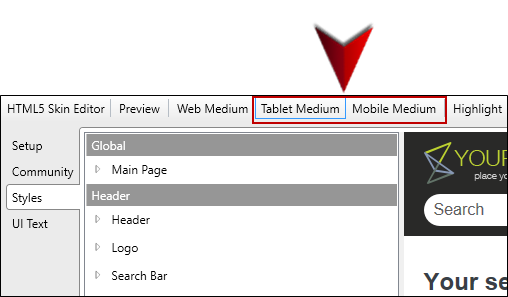 HTML5 Skin Editor Preview Web Medium Tablet Medium Mobile Medium Highlight
Setup
Community
Styles
UI Text
Global
Main Page
Header
Header
Logo
Search Bar
YOUR
place yo
Search
Your se